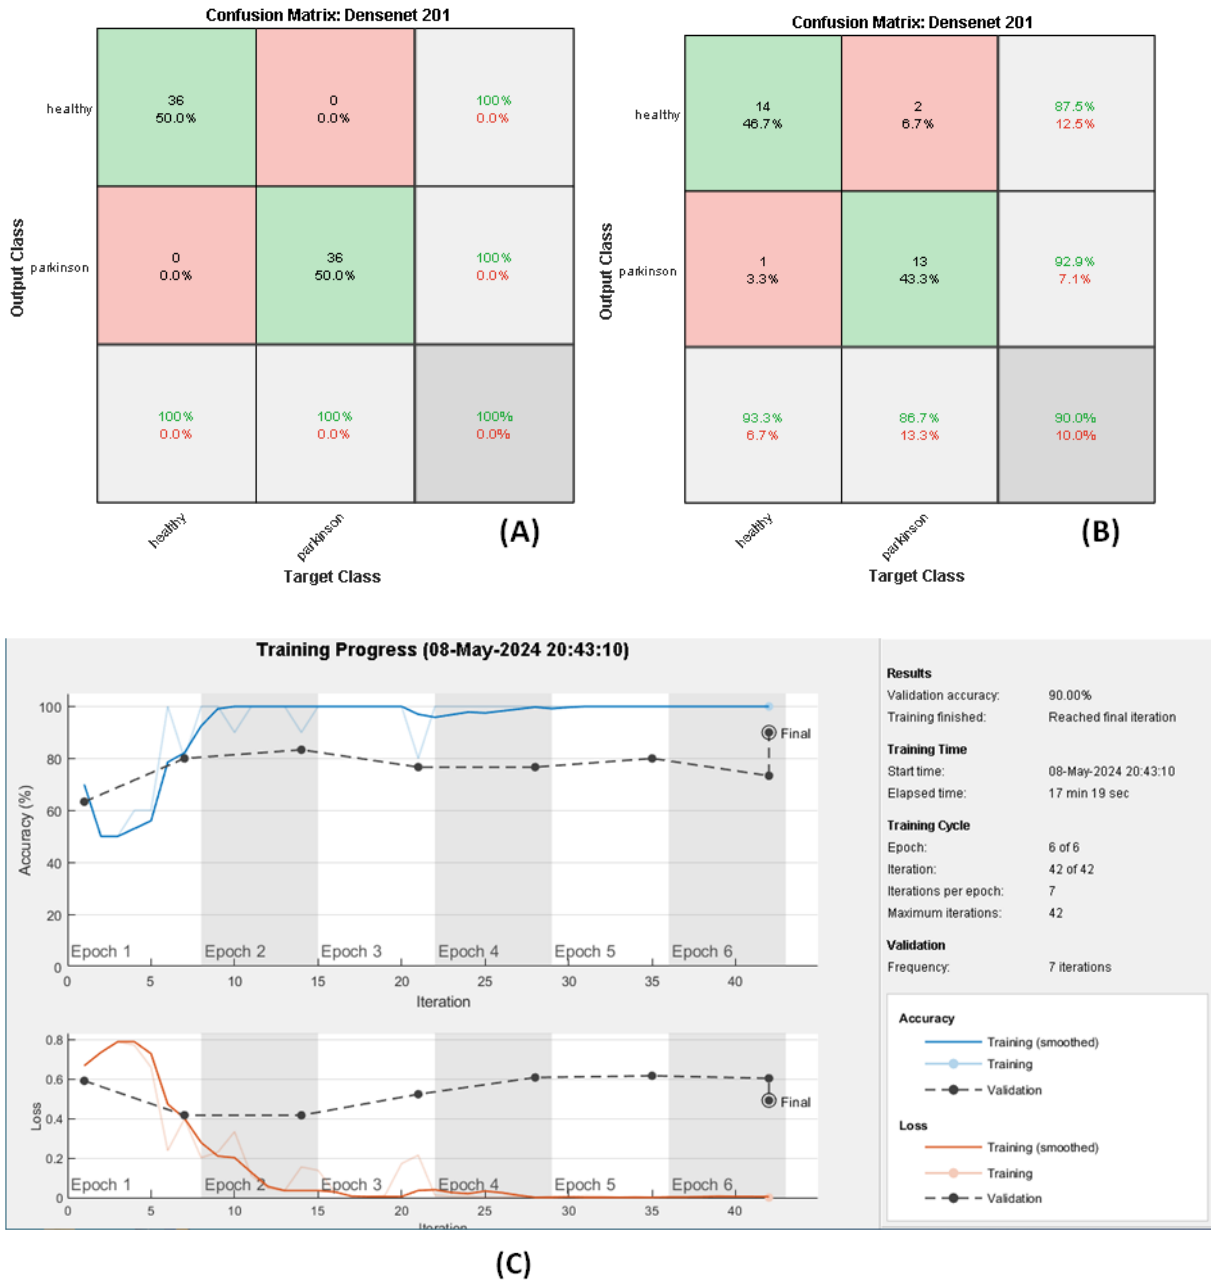 Confusion Matrix: Densenet 201
healthy
36
50.0%
0
0.0%
100%
0.0%
parkinson
0
0.0%
36
50.0%
100%
0.0%
100%
0.0%
100%
0.0%
100%
0.0%
Output Class
healthy
parkinson
Target Class
(A)
Confusion Matrix: Densenet 201
healthy
14
46.7%
2
6.7%
87.5%
12.5%
parkinson
1
3.3%
13
43.3%
92.9%
7.1%
93.3%
6.7%
86.7%
13.3%
90.0%
10.0%
Output Class
healthy
parkinson
Target Class
(B)
Training Progress (08-May-2024 20:43:10)
100
80
60
40
20
0
Accuracy (%)
Final
Epoch 1 Epoch 2 Epoch 3 Epoch 4 Epoch 5 Epoch 6
0 5 10 15 20 25 30 35 40
Iteration
0.8
0.6
0.4
0.2
0
Loss
Final
Epoch 1 Epoch 2 Epoch 3 Epoch 4 Epoch 5 Epoch 6
0 5 10 15 20 25 30 35 40
Iteration
Results
Validation accuracy: 90.00%
Training finished: Reached final iteration
Training Time
Start time: 08-May-2024 20:43:10
Elapsed time: 17 min 19 sec
Training Cycle
Epoch: 6 of 6
Iteration: 42 of 42
Iterations per epoch: 7
Maximum iterations: 42
Validation
Frequency: 7 iterations
Accuracy
Training (smoothed)
Training
Validation
Loss
Training (smoothed)
Training
Validation
(C)